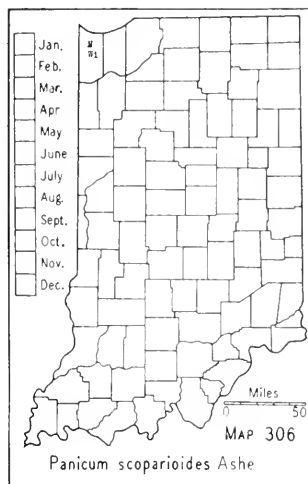 Jan.
Feb.
Mar.
Apr
May
June
July
Aug.
Sept.
Oct.
Nov.
Dec.
N
W1
Miles
0 50
MAP 306
Panicum scoparioides Ashe